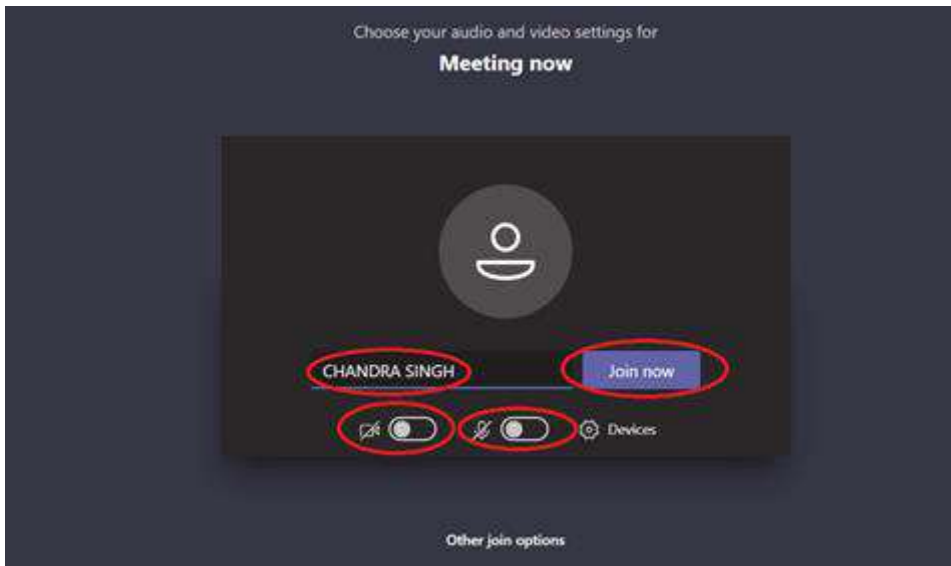 Choose your audio and video settings for
Meeting now
CHANDRA SINGH
Join now
Devices
Other join options